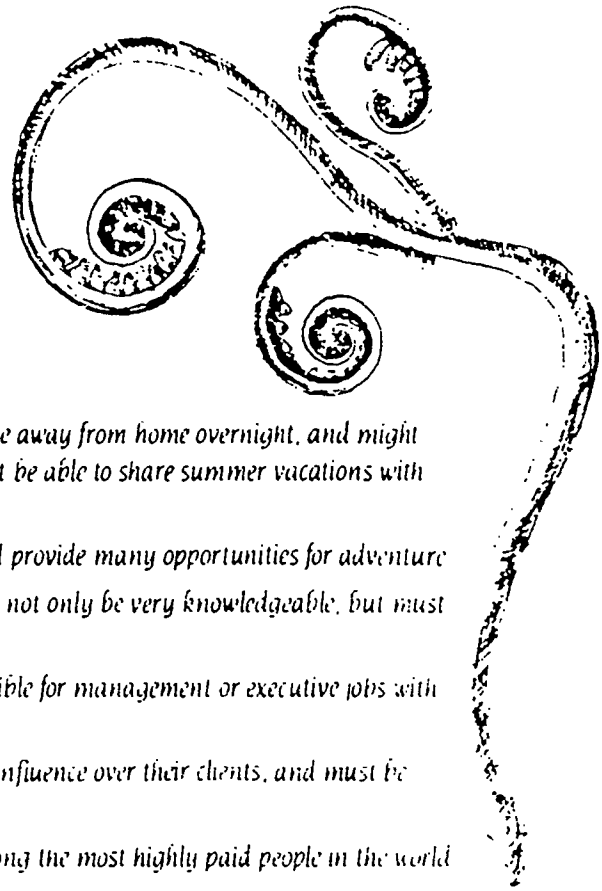 e away from home overnight, and might
t be able to share summer vacations with
l provide many opportunities for adventure
not only be very knowledgeable, but must
ible for management or executive jobs with
nfluence over their clients, and must be
ong the most highly paid people in the world